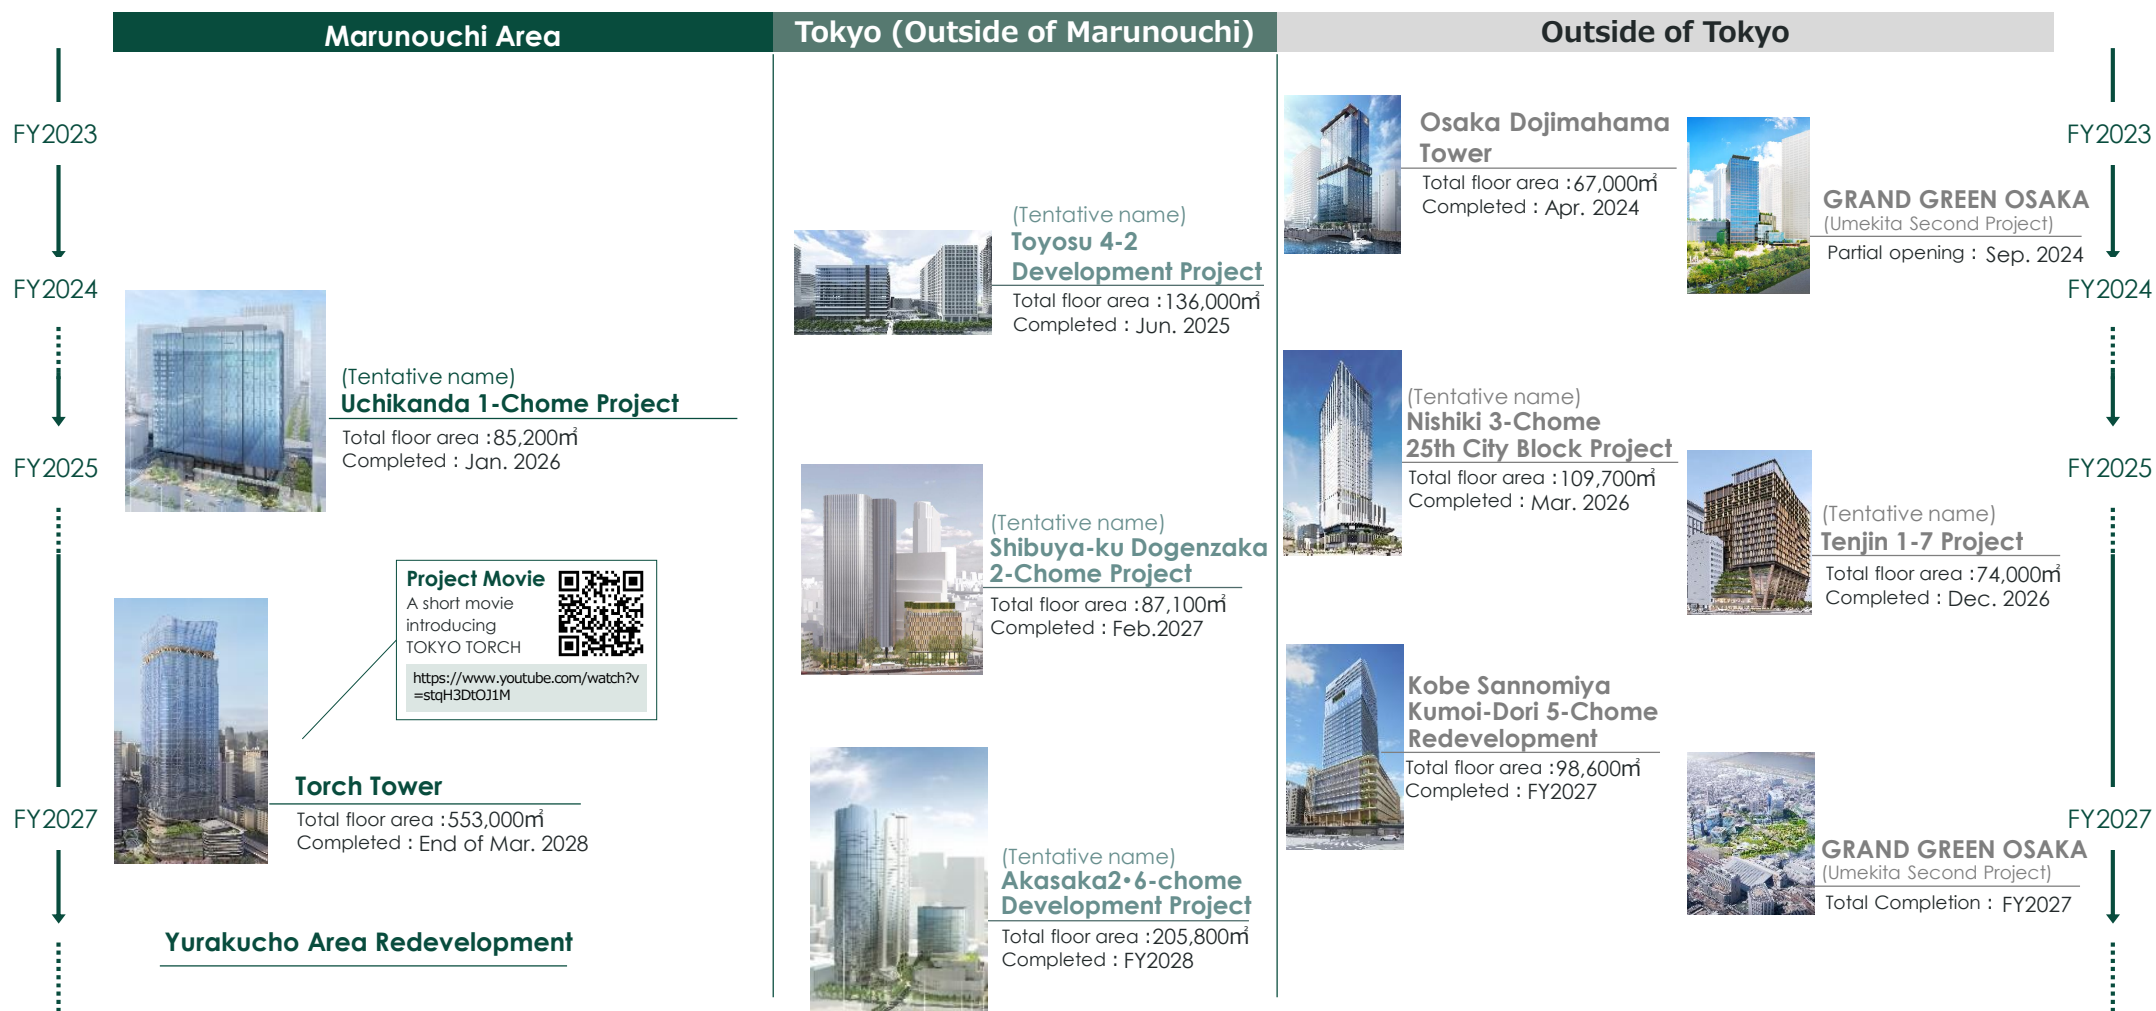 Marunouchi Area
Tokyo (Outside of Marunouchi)
Outside of Tokyo
FY2023
FY2024
FY2025
FY2027
(Tentative name)
Uchikanda 1-Chome Project
Total floor area :85,200㎡
Completed : Jan. 2026
Project Movie
A short movie
introducing
TOKYO TORCH
https://www.youtube.com/watch?v
=stqH3DtOJ1M
Torch Tower
Total floor area :553,000㎡
Completed : End of Mar. 2028
Yurakucho Area Redevelopment
(Tentative name)
Toyosu 4-2
Development Project
Total floor area :136,000㎡
Completed : Jun. 2025
(Tentative name)
Shibuya-ku Dogenzaka
2-Chome Project
Total floor area :87,100㎡
Completed : Feb.2027
(Tentative name)
Akasaka2・6-chome
Development Project
Total floor area :205,800㎡
Completed : FY2028
Osaka Dojimahama
Tower
Total floor area :67,000㎡
Completed : Apr. 2024
GRAND GREEN OSAKA
(Umekita Second Project)
Partial opening : Sep. 2024
(Tentative name)
Nishiki 3-Chome
25th City Block Project
Total floor area :109,700㎡
Completed : Mar. 2026
(Tentative name)
Tenjin 1-7 Project
Total floor area :74,000㎡
Completed : Dec. 2026
Kobe Sannomiya
Kumoi-Dori 5-Chome
Redevelopment
Total floor area :98,600㎡
Completed : FY2027
GRAND GREEN OSAKA
(Umekita Second Project)
Total Completion : FY2027
FY2023
FY2024
FY2025
FY2027